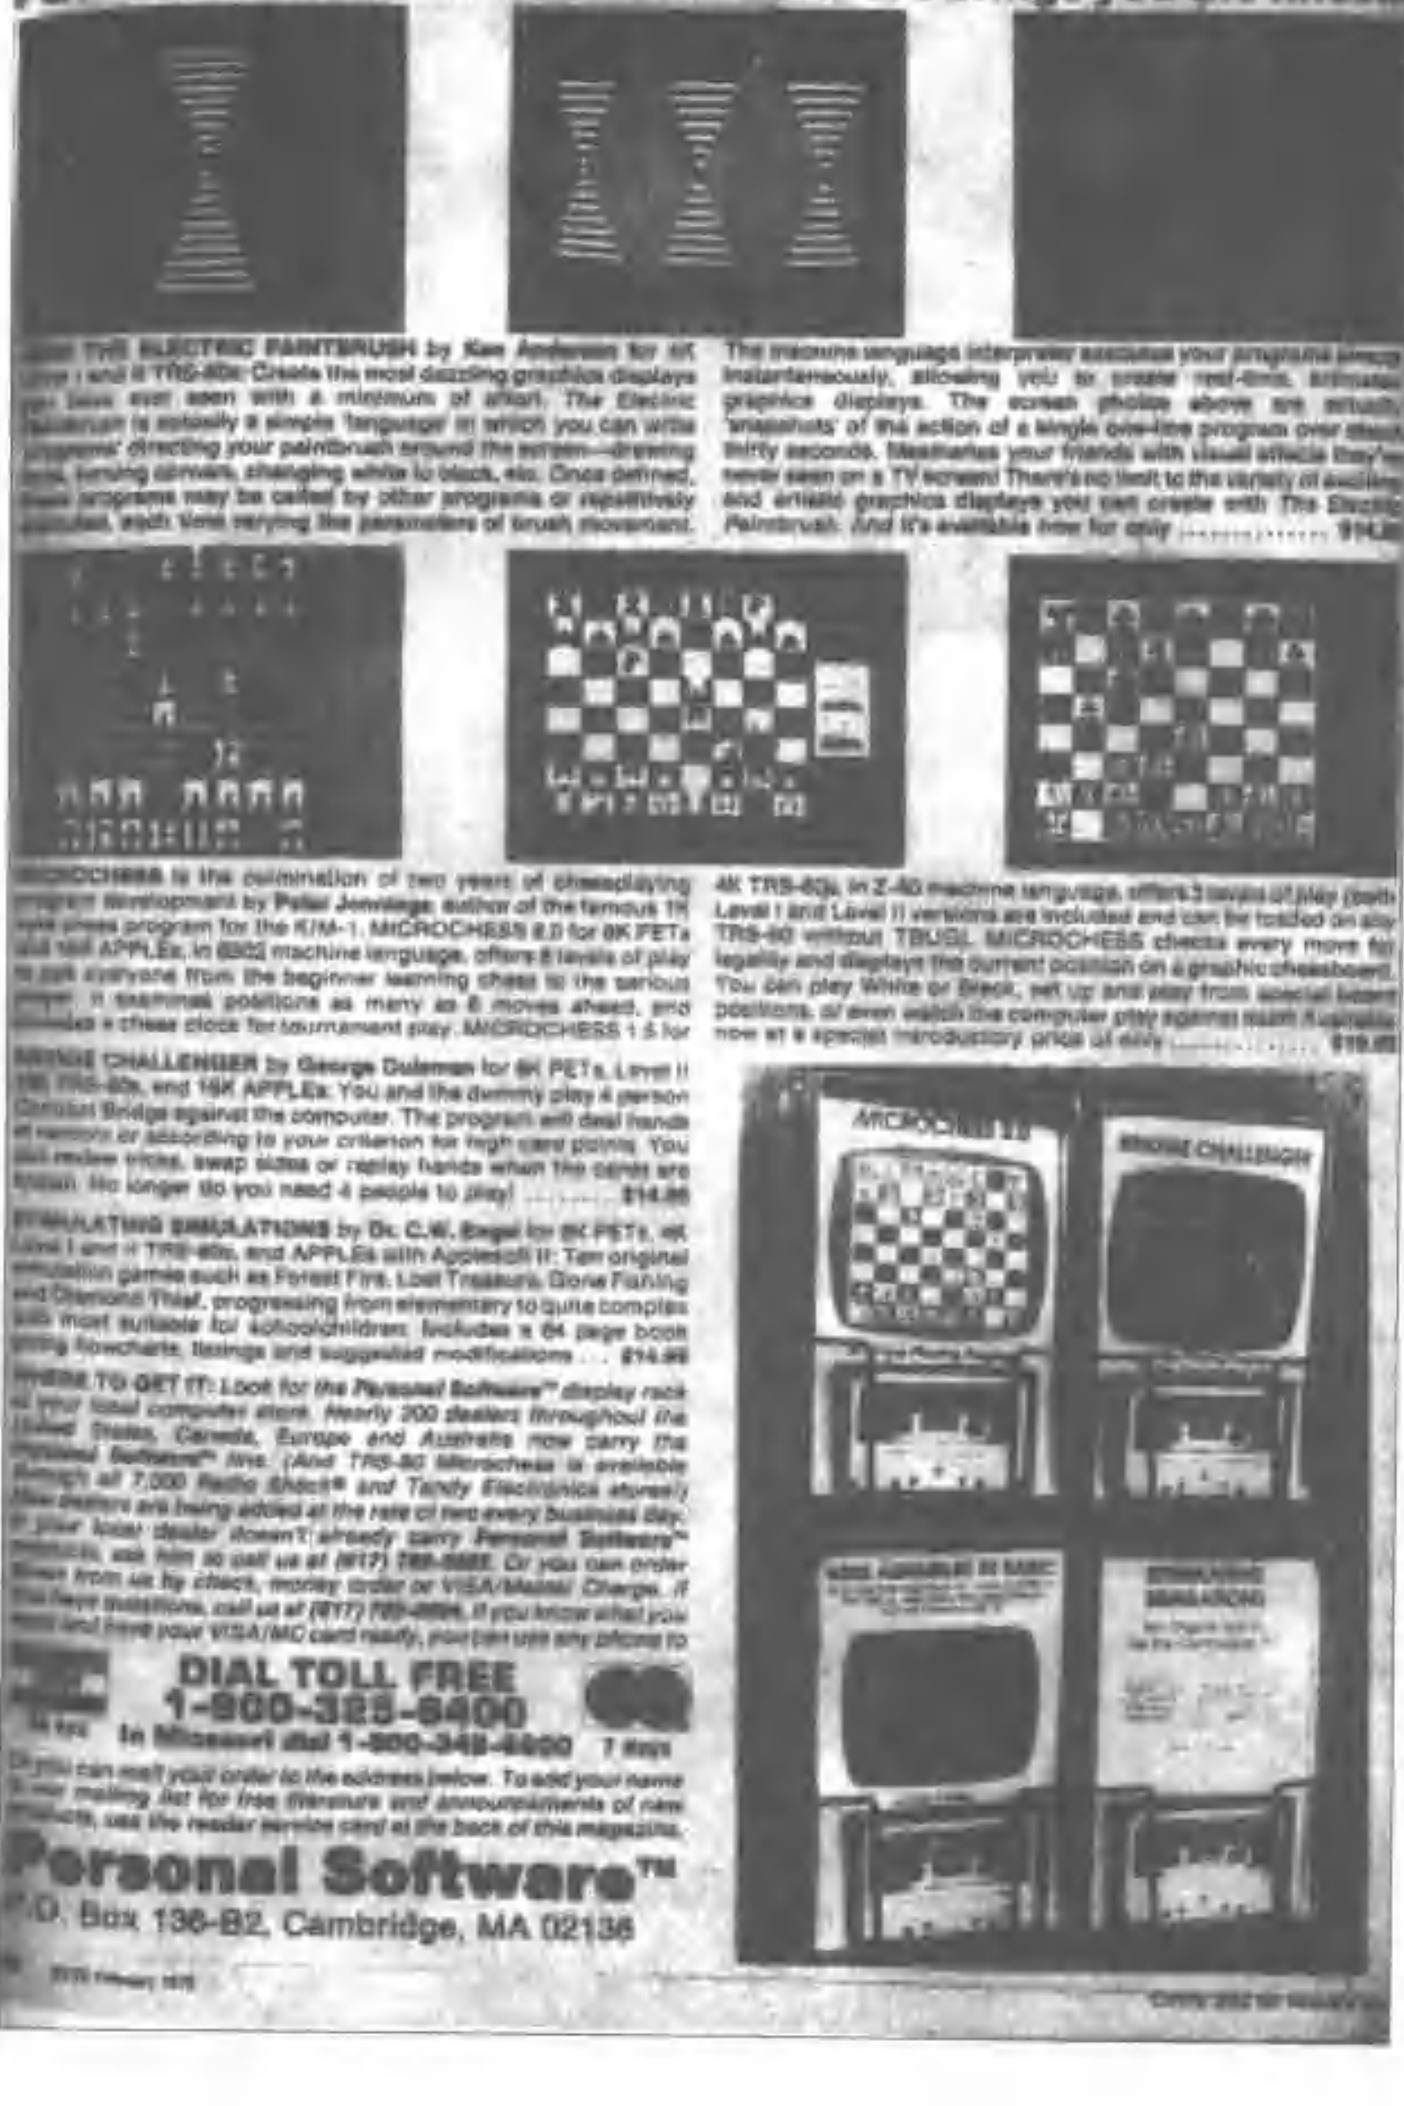 THE ELECTRIC PAINTBRUSH by Ken Anderson for 4K
Level I and II TRS-80s: Create the most dazzling graphics displays
you have ever seen with a minimum of effort. The Electric
Paintbrush is actually a simple 'language' in which you can write
'programs' directing your paintbrush around the screen—drawing
lines, turning corners, changing white to black, etc. Once defined,
these programs may be called by other programs or repetitively
executed, each time varying the parameters of brush movement.
The machine language interpreter executes your programs almost
instantaneously, allowing you to create real-time, animated
graphics displays. The screen photos above are actually
'snapshots' of the action of a single one-line program over about
thirty seconds. Mesmerize your friends with visual effects they've
never seen on a TV screen! There's no limit to the variety of exciting
and artistic graphics displays you can create with The Electric
Paintbrush. And it's available now for only .............. $14.95
MICROCHESS is the culmination of two years of chessplaying
program development by Peter Jennings, author of the famous 1K
byte chess program for the KIM-1. MICROCHESS 2.0 for 8K PETs
and 16K APPLEs, in 6502 machine language, offers 8 levels of play
to suit everyone from the beginner learning chess to the serious
player. It examines positions as many as 6 moves ahead, and
includes a chess clock for tournament play. MICROCHESS 1.5 for
4K TRS-80s, in Z-80 machine language, offers 3 levels of play (both
Level I and Level II versions are included and can be loaded on any
TRS-80 without TBUG). MICROCHESS checks every move for
legality and displays the current position on a graphic chessboard.
You can play White or Black, set up and play from special board
positions, or even watch the computer play against itself! Available
now at a special introductory price of only .............. $19.95
BRIDGE CHALLENGER by George Duisman for 8K PETs, Level II
16K TRS-80s, and 16K APPLEs: You and the dummy play 4 person
Contract Bridge against the computer. The program will deal hands
at random or according to your criterion for high card points. You
can review tricks, swap sides or replay hands when the cards are
known. No longer do you need 4 people to play! ......... $14.95
STIMULATING SIMULATIONS by Dr. C.W. Engel for 8K PETs, 4K
Level I and II TRS-80s, and APPLEs with Applesoft II: Ten original
simulation games such as Forest Fire, Lost Treasure, Gone Fishing
and Diamond Thief, progressing from elementary to quite complex
and most suitable for schoolchildren. Includes a 64 page book
giving flowcharts, listings and suggested modifications ... $14.95
WHERE TO GET IT: Look for the Personal Software™ display rack
at your local computer store. Nearly 200 dealers throughout the
United States, Canada, Europe and Australia now carry the
Personal Software™ line. (And TRS-80 Microchess is available
through all 7,000 Radio Shack® and Tandy Electronics stores!)
New dealers are being added at the rate of two every business day.
If your local dealer doesn't already carry Personal Software™
products, ask him to call us at (617)
direct from us by check, money order or VISA/Master Charge. If
you have questions, call us at (617) If you know what you
want and have your VISA/MC card ready, you can use any phone to
DIAL TOLL FREE
1-800-325-6400
24 hrs In Missouri dial 1-800-342-6600 7 days
Or you can mail your order to the address below. To add your name
to our mailing list for free literature and announcements of new
products, use the reader service card at the back of this magazine.
Personal Software™
P.O. Box 136-B2, Cambridge, MA 02138
MICROCHESS 2.0
BRIDGE CHALLENGER
6502 ASSEMBLER IN BASIC
STIMULATING
SIMULATIONS
BYTE February 1979